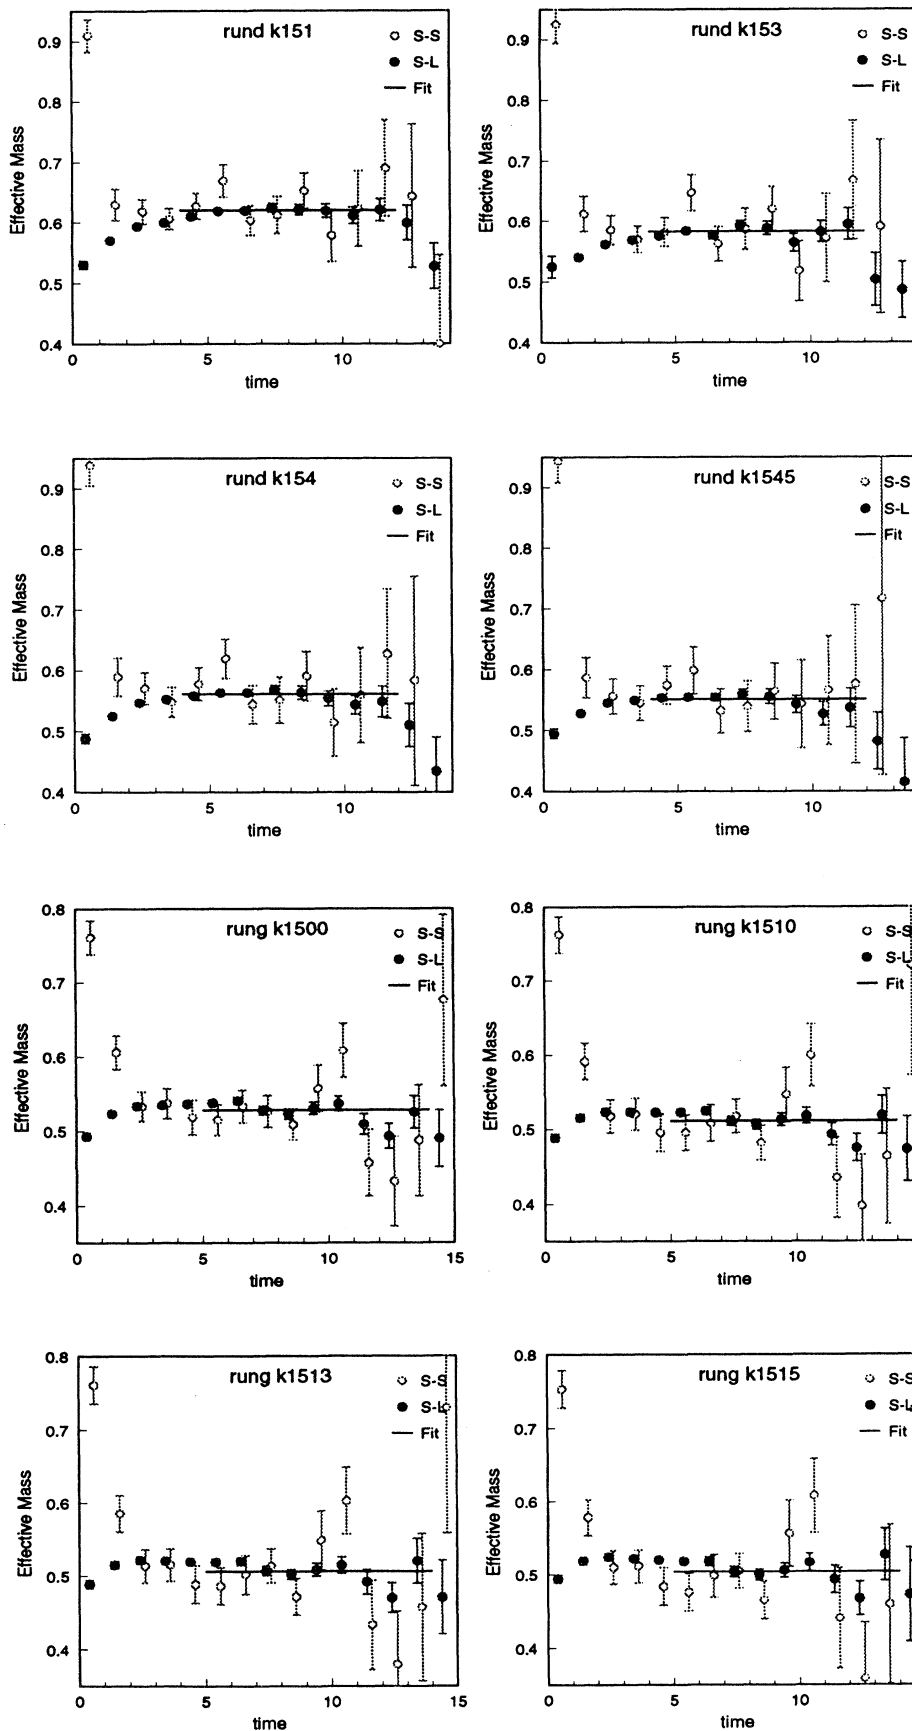 rund k151
S-S
S-L
Fit
Effective Mass
0.9
0.8
0.7
0.6
0.5
0.4
0
5
10
time
rund k153
S-S
S-L
Fit
Effective Mass
0.9
0.8
0.7
0.6
0.5
0.4
0
5
10
time
rund k154
S-S
S-L
Fit
Effective Mass
0.9
0.8
0.7
0.6
0.5
0.4
0
5
10
time
rund k1545
S-S
S-L
Fit
Effective Mass
0.9
0.8
0.7
0.6
0.5
0.4
0
5
10
time
rung k1500
S-S
S-L
Fit
Effective Mass
0.8
0.7
0.6
0.5
0.4
0
5
10
15
time
rung k1510
S-S
S-L
Fit
Effective Mass
0.8
0.7
0.6
0.5
0.4
0
5
10
time
rung k1513
S-S
S-L
Fit
Effective Mass
0.8
0.7
0.6
0.5
0.4
0
5
10
15
time
rung k1515
S-S
S-L
Fit
Effective Mass
0.8
0.7
0.6
0.5
0.4
0
5
10
time